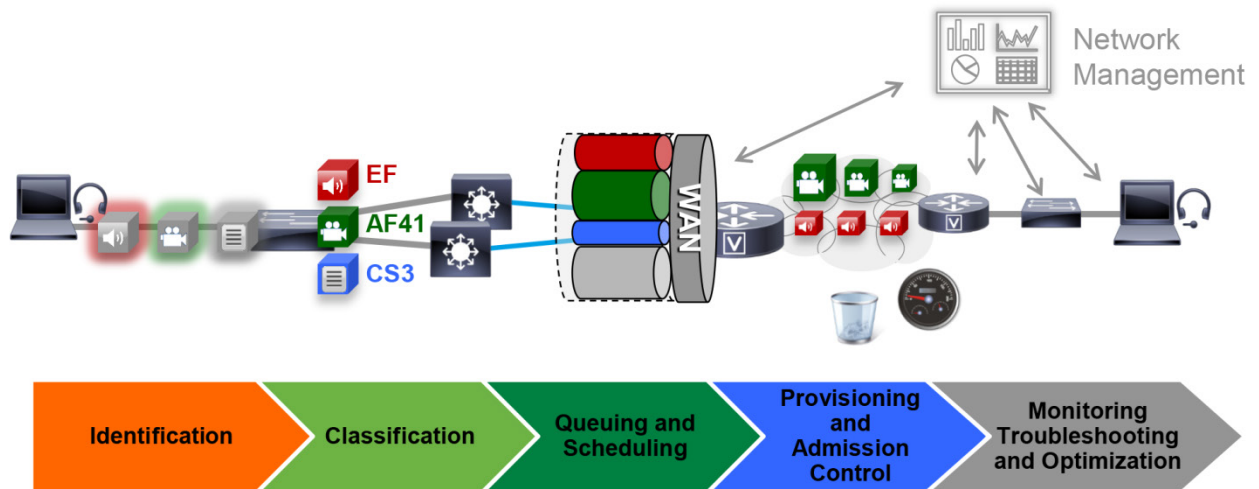 Network
Management
EF
AF41
CS3
WAN
V
V
Identification
Classification
Queuing and
Scheduling
Provisioning
and
Admission
Control
Monitoring
Troubleshooting
and Optimization